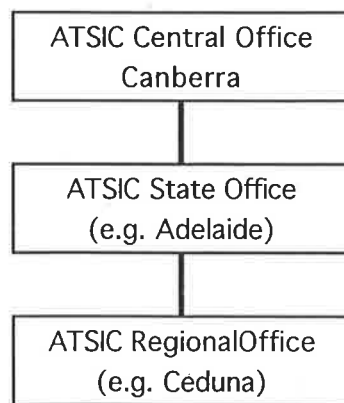 ATSIC Central Office
Canberra
ATSIC State Office
(e.g. Adelaide)
ATSIC RegionalOffice
(e.g. Ceduna)